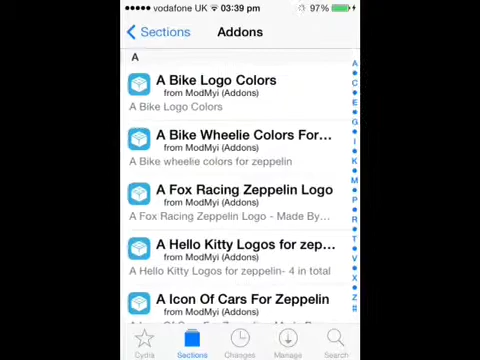 vodafone UK 03:39 pm 97%
Sections Addons
A
A Bike Logo Colors
from ModMyi (Addons)
A Bike Logo Colors
A Bike Wheelie Colors For...
from ModMyi (Addons)
A Bike wheelie colors for zeppelin
A Fox Racing Zeppelin Logo
from ModMyi (Addons)
A Fox Racing Zeppelin Logo - Made By...
A Hello Kitty Logos for zep...
from ModMyi (Addons)
A Hello Kitty Logos for zeppelin- 4 in total
A Icon Of Cars For Zeppelin
from ModMyi (Addons)
A
C
E
G
I
K
M
P
R
T
V
X
Z
#
Cydia Sections Changes Manage Search